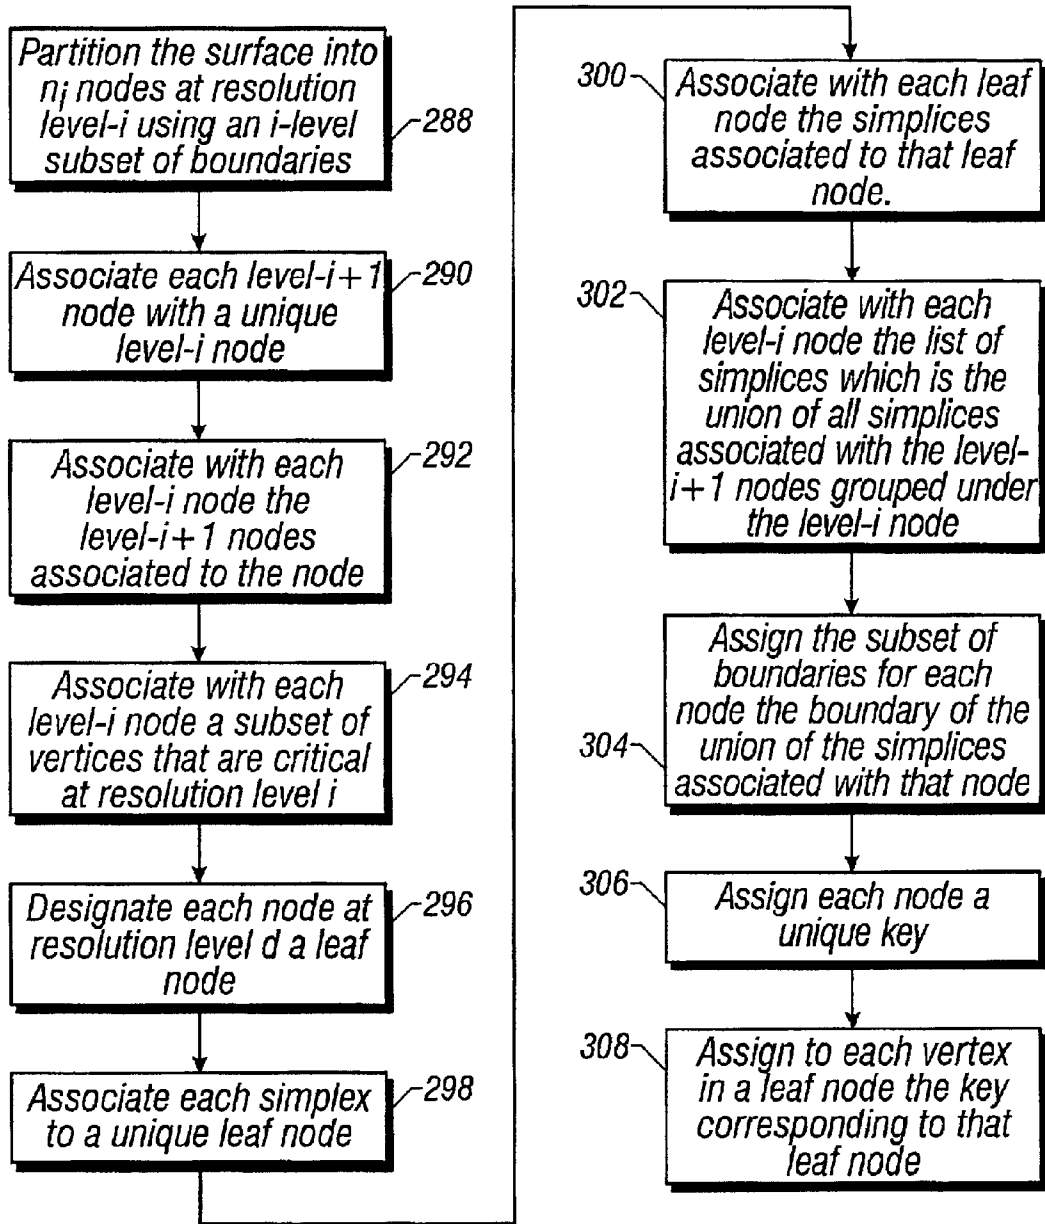 Partition the surface into
nᵢ nodes at resolution
level-i using an i-level
subset of boundaries
288
Associate each level-i+1
node with a unique
level-i node
290
Associate with each
level-i node the
level-i+1 nodes
associated to the node
292
Associate with each
level-i node a subset of
vertices that are critical
at resolution level i
294
Designate each node at
resolution level d a leaf
node
296
Associate each simplex
to a unique leaf node
298
300
Associate with each leaf
node the simplices
associated to that leaf
node.
302
Associate with each
level-i node the list of
simplices which is the
union of all simplices
associated with the level-
i+1 nodes grouped under
the level-i node
304
Assign the subset of
boundaries for each
node the boundary of the
union of the simplices
associated with that node
306
Assign each node a
unique key
308
Assign to each vertex
in a leaf node the key
corresponding to that
leaf node